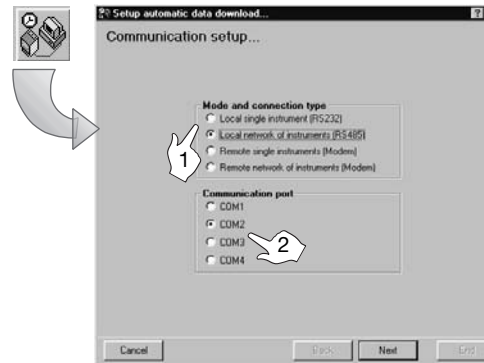 Setup automatic data download...
?
Communication setup...
Mode and connection type
Local single instrument (RS232)
Local network of instruments (RS485)
Remote single instruments (Modem)
Remote network of instruments (Modem)
1
Communication port
COM1
COM2
COM3
2
COM4
Cancel
Back
Next
End